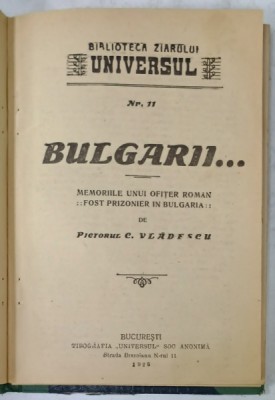 BIBLIOTECA ZIARULUI
UNIVERSUL
Nr. 11
BULGARII...
MEMORIILE UNUI OFIȚER ROMAN
::FOST PRIZONIER IN BULGARIA::
DE
PICTORUL C. VLĂDESCU
BUCUREȘTI
TIPOGRAFIA „UNIVERSUL” SOC ANONIMĂ
Strada Brezoianu N-rul 11